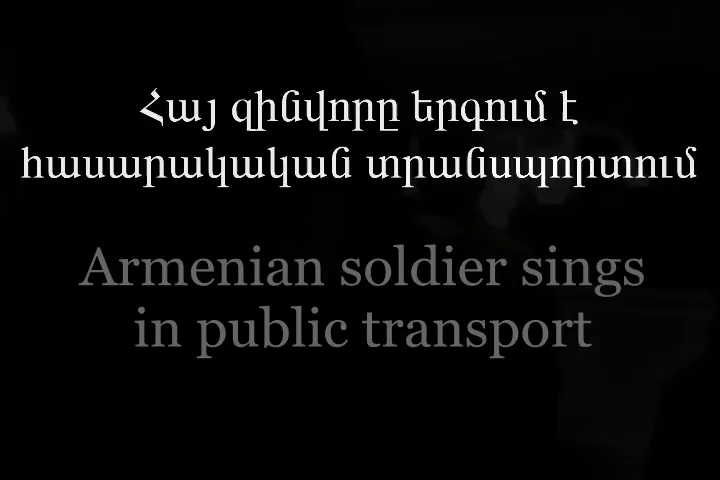 Հայ զինվորը երգում է
հասարակական տրանսպորտում
Armenian soldier sings
in public transport